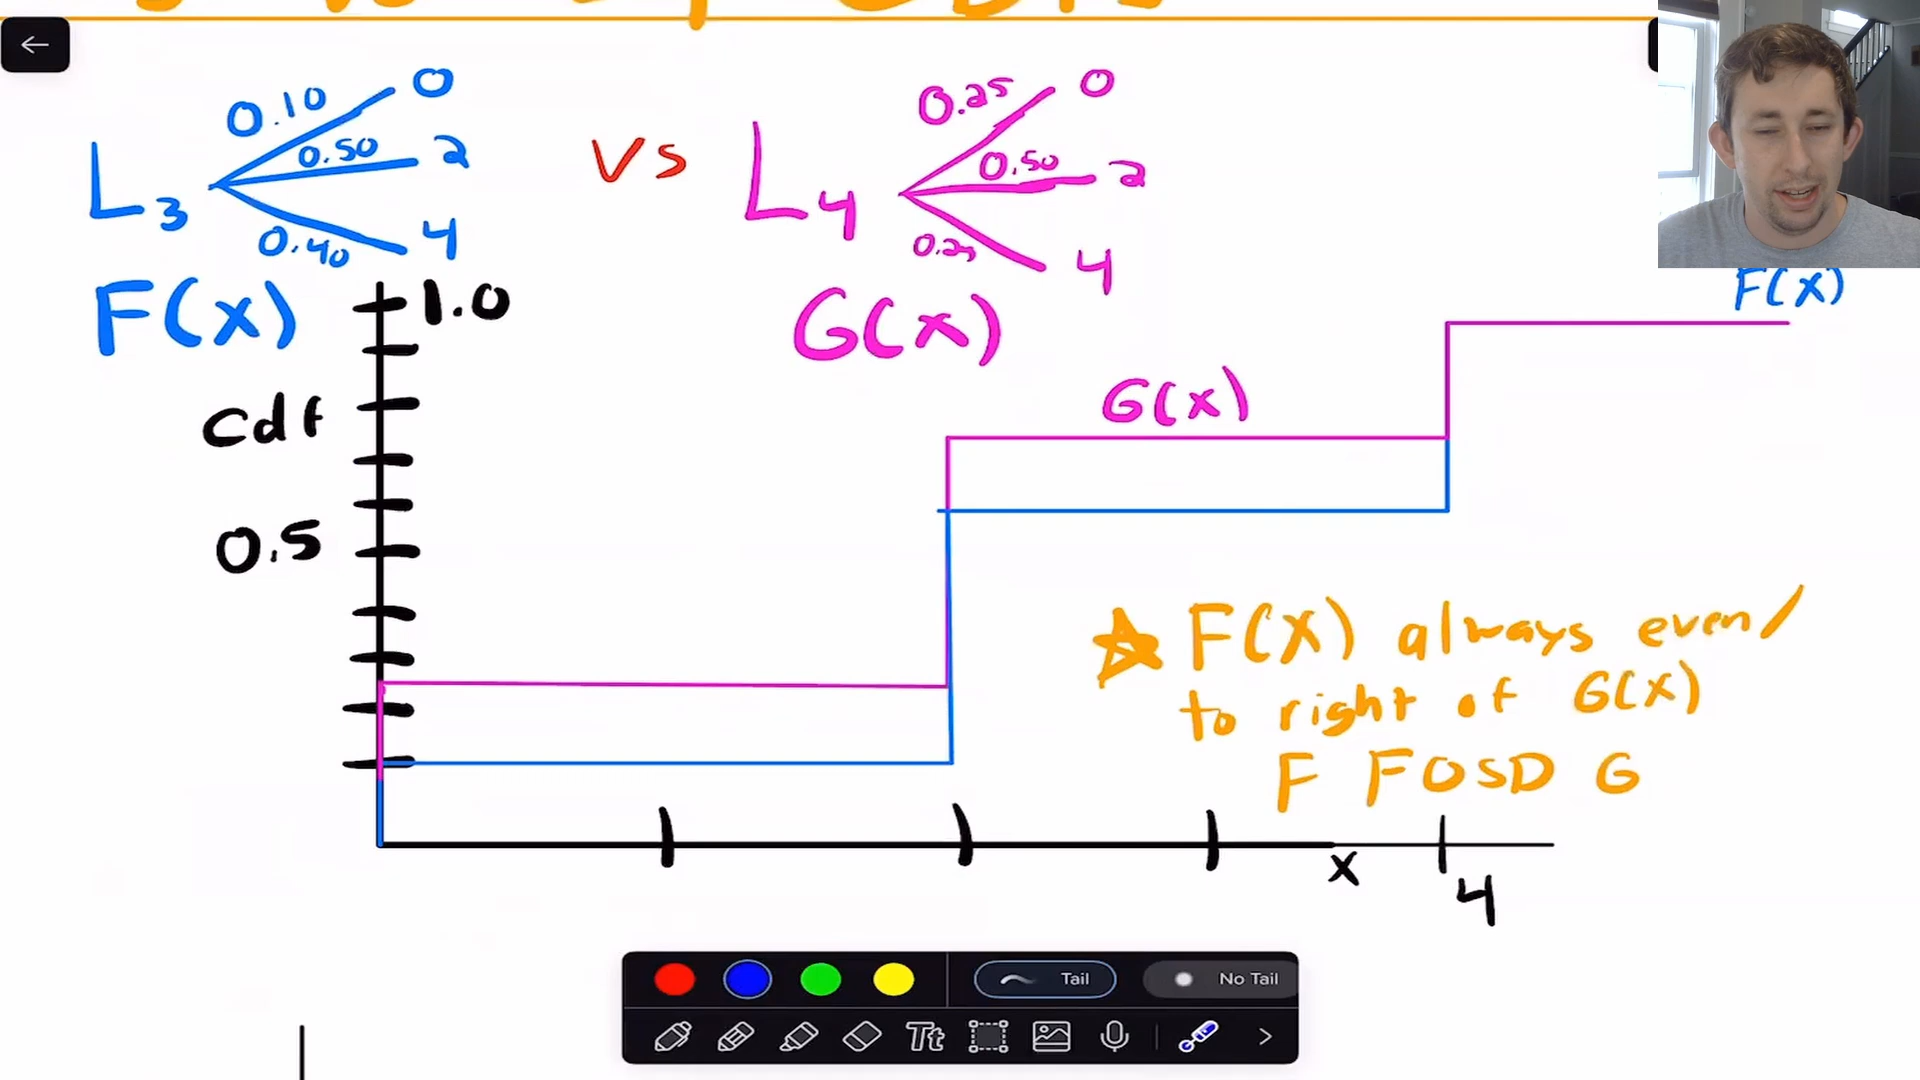 0.10 0
0.50 2
L3
0.40 4
vs
0.25 0
0.50 2
L4
0.25 4
F(x)
1.0
G(x)
F(x)
cdf
G(x)
0.5
F(x) always even/
to right of G(x)
F FOSD G
x
4
Tail
No Tail
Tt